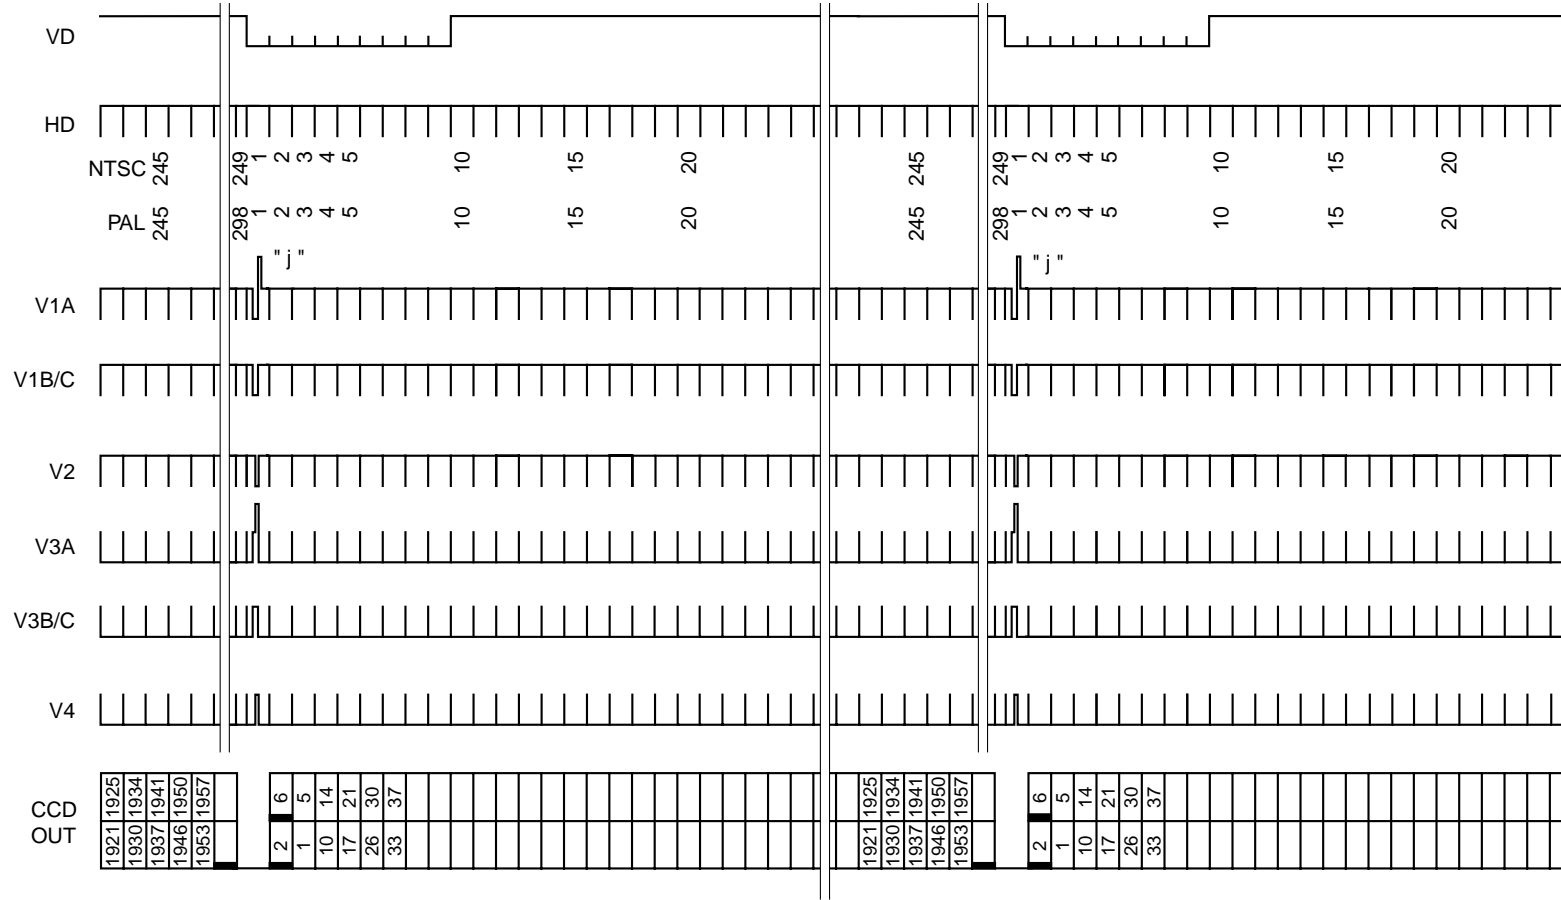 VD
HD
NTSC 245 249 1 2 3 4 5 10 15 20 245 249 1 2 3 4 5 10 15 20
PAL 245 298 1 2 3 4 5 10 15 20 245 298 1 2 3 4 5 10 15 20
" j " " j "
V1A
V1B/C
V2
V3A
V3B/C
V4
CCD OUT
1925 1934 1941 1950 1957 6 5 14 21 30 37 1925 1934 1941 1950 1957 6 5 14 21 30 37
1921 1930 1937 1946 1953 2 1 10 17 26 33 1921 1930 1937 1946 1953 2 1 10 17 26 33